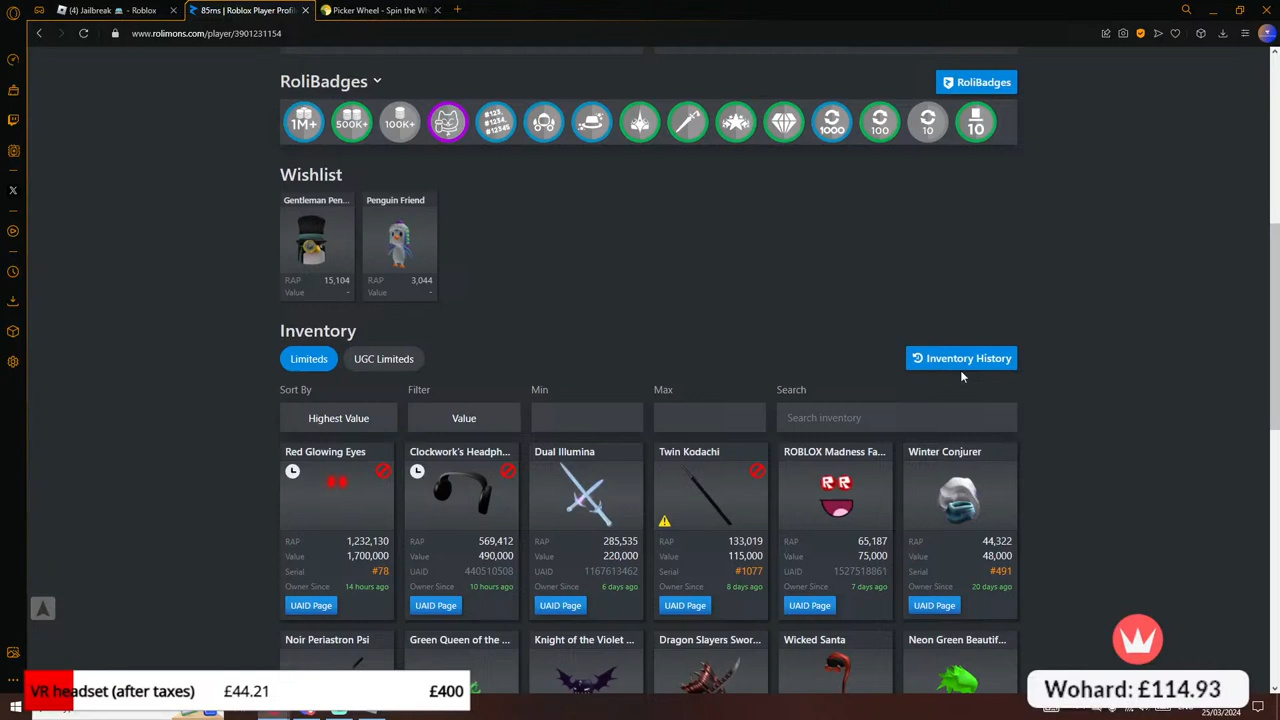 (4) Jailbreak - Roblox
85rns | Roblox Player Profil
Picker Wheel - Spin the Wh
www.rolimons.com/player/3901231154
RoliBadges
RoliBadges
1M+
500K+
100K+
#123, #1234, #12345
1000
100
10
10
Wishlist
Gentleman Pen...
Penguin Friend
RAP 15,104
RAP 3,044
Value -
Value -
Inventory
Limiteds
UGC Limiteds
Inventory History
Sort By
Filter
Min
Max
Search
Highest Value
Value
Search inventory
Red Glowing Eyes
Clockwork's Headph...
Dual Illumina
Twin Kodachi
ROBLOX Madness Fa...
Winter Conjurer
RAP 1,232,130
RAP 569,412
RAP 285,535
RAP 133,019
RAP 65,187
RAP 44,322
Value 1,700,000
Value 490,000
Value 220,000
Value 115,000
Value 75,000
Value 48,000
Serial #78
UAID 440510508
UAID 1167613462
Serial #1077
UAID 1527518861
Serial #491
Owner Since 14 hours ago
Owner Since 10 hours ago
Owner Since 6 days ago
Owner Since 8 days ago
Owner Since 7 days ago
Owner Since 20 days ago
UAID Page
UAID Page
UAID Page
UAID Page
UAID Page
UAID Page
Noir Periastron Psi
Green Queen of the ...
Knight of the Violet ...
Dragon Slayers Swor...
Wicked Santa
Neon Green Beautif...
VR headset (after taxes) £44.21 £400
Wohard: £114.93
25/03/2024